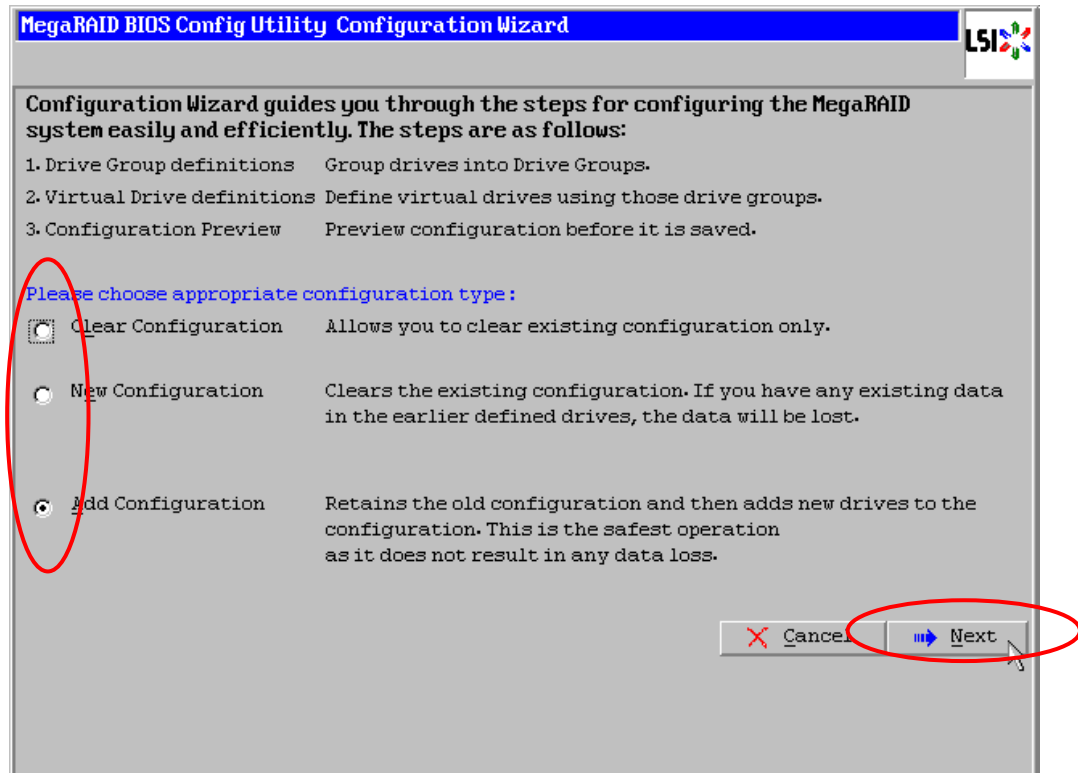 MegaRAID BIOS Config Utility Configuration Wizard
LSI
Configuration Wizard guides you through the steps for configuring the MegaRAID
system easily and efficiently. The steps are as follows:
1. Drive Group definitions Group drives into Drive Groups.
2. Virtual Drive definitions Define virtual drives using those drive groups.
3. Configuration Preview Preview configuration before it is saved.
Please choose appropriate configuration type:
Clear Configuration Allows you to clear existing configuration only.
New Configuration Clears the existing configuration. If you have any existing data
in the earlier defined drives, the data will be lost.
Add Configuration Retains the old configuration and then adds new drives to the
configuration. This is the safest operation
as it does not result in any data loss.
Cancel Next